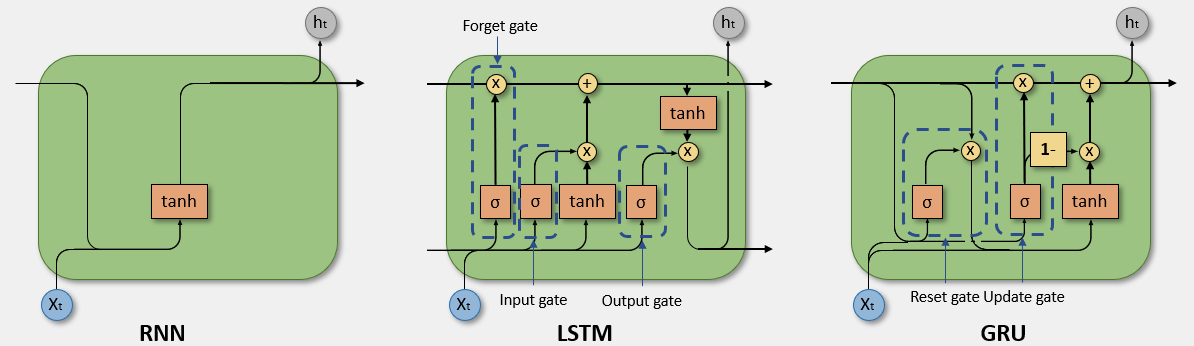 hₜ
tanh
Xₜ
RNN
Forget gate
hₜ
x
+
tanh
x
x
σ
σ
tanh
σ
Xₜ
Input gate
Output gate
LSTM
hₜ
x
+
x
1-
x
σ
σ
tanh
Xₜ
Reset gate
Update gate
GRU